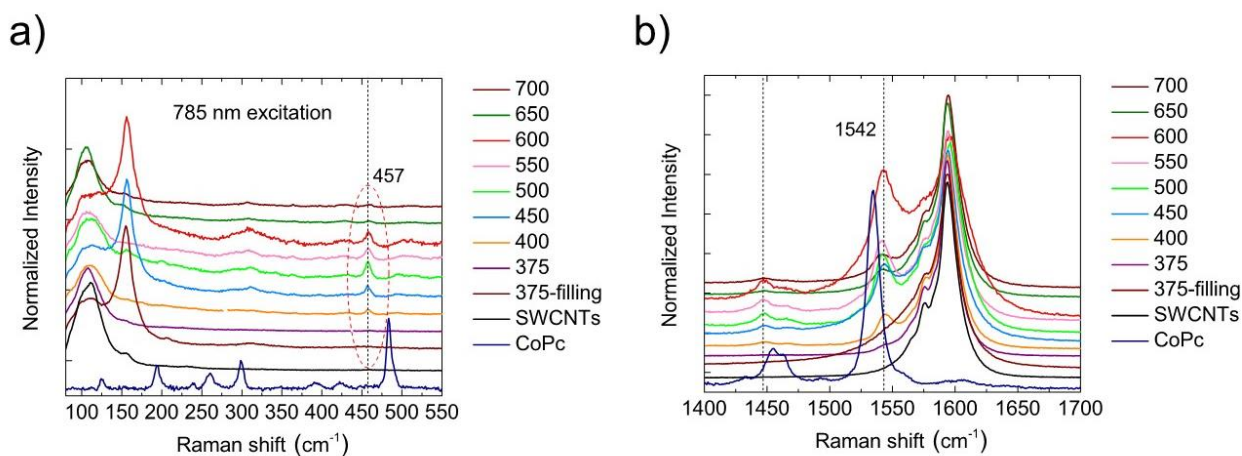 a)
785 nm excitation
457
Normalized Intensity
100 150 200 250 300 350 400 450 500 550
Raman shift (cm⁻¹)
700
650
600
550
500
450
400
375
375-filling
SWCNTs
CoPc
b)
1542
Normalized Intensity
1400 1450 1500 1550 1600 1650 1700
Raman shift (cm⁻¹)
700
650
600
550
500
450
400
375
375-filling
SWCNTs
CoPc